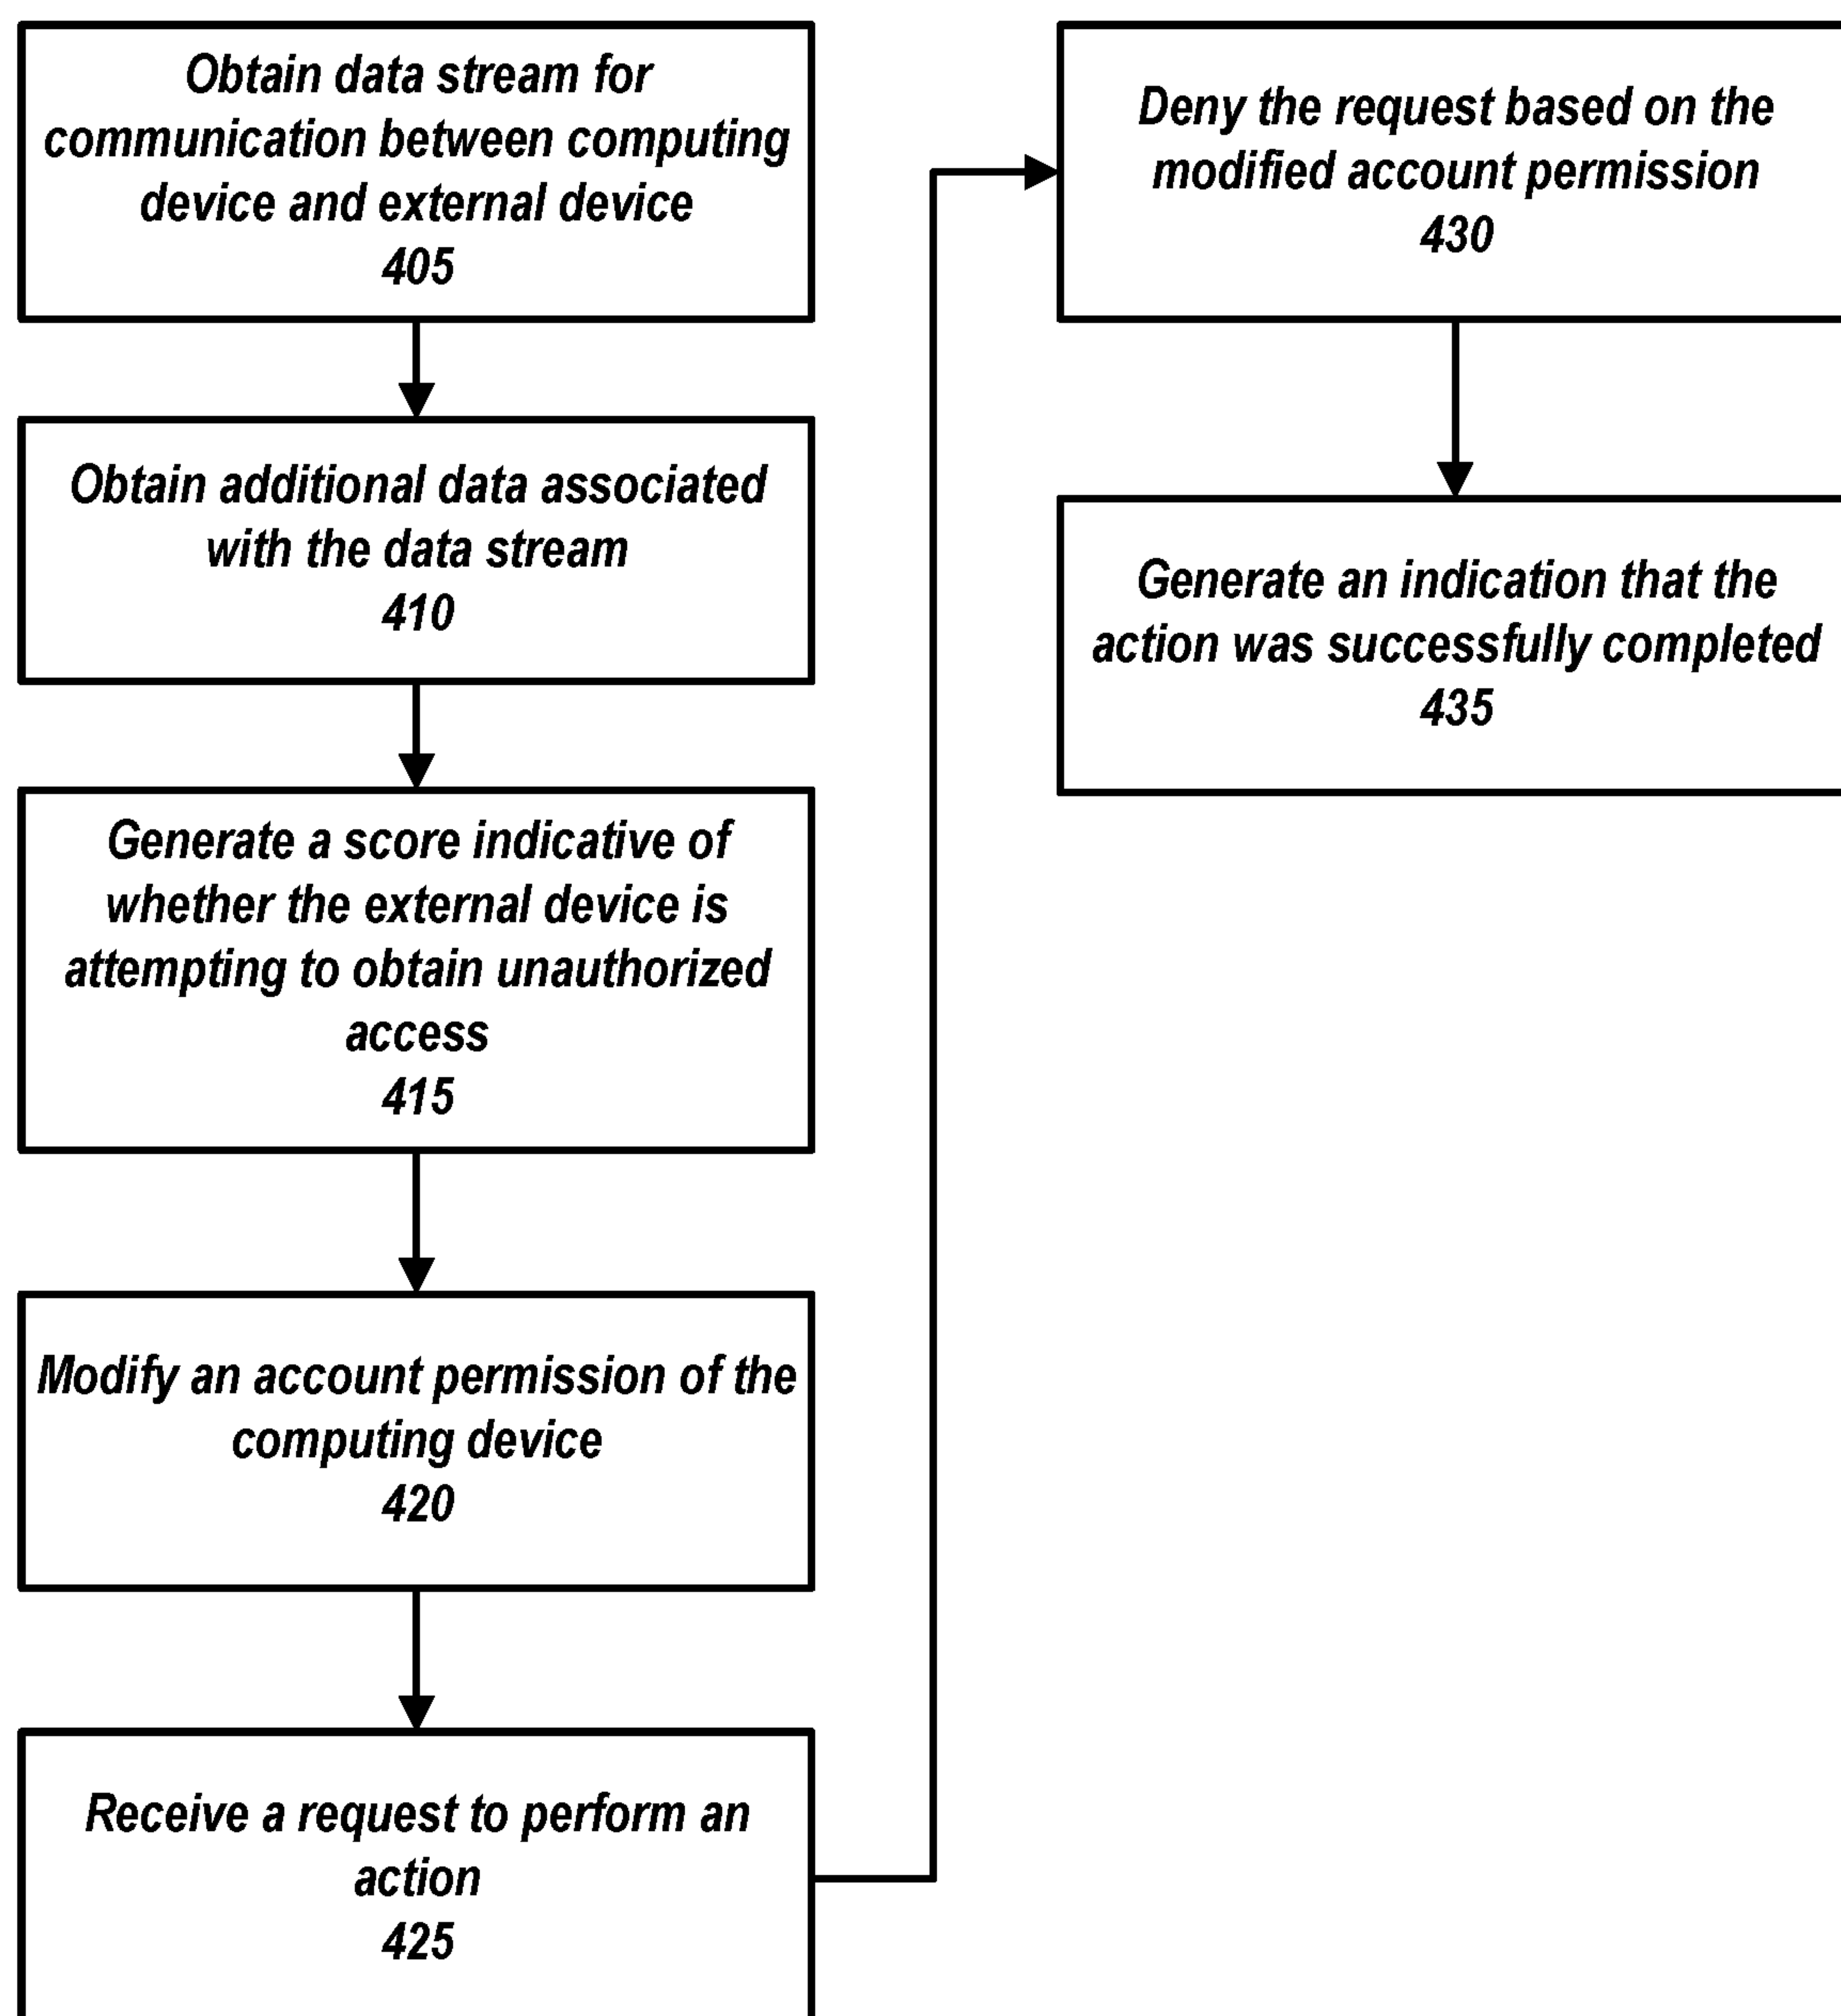 Obtain data stream for
communication between computing
device and external device
405
Obtain additional data associated
with the data stream
410
Generate a score indicative of
whether the external device is
attempting to obtain unauthorized
access
415
Modify an account permission of the
computing device
420
Receive a request to perform an
action
425
Deny the request based on the
modified account permission
430
Generate an indication that the
action was successfully completed
435